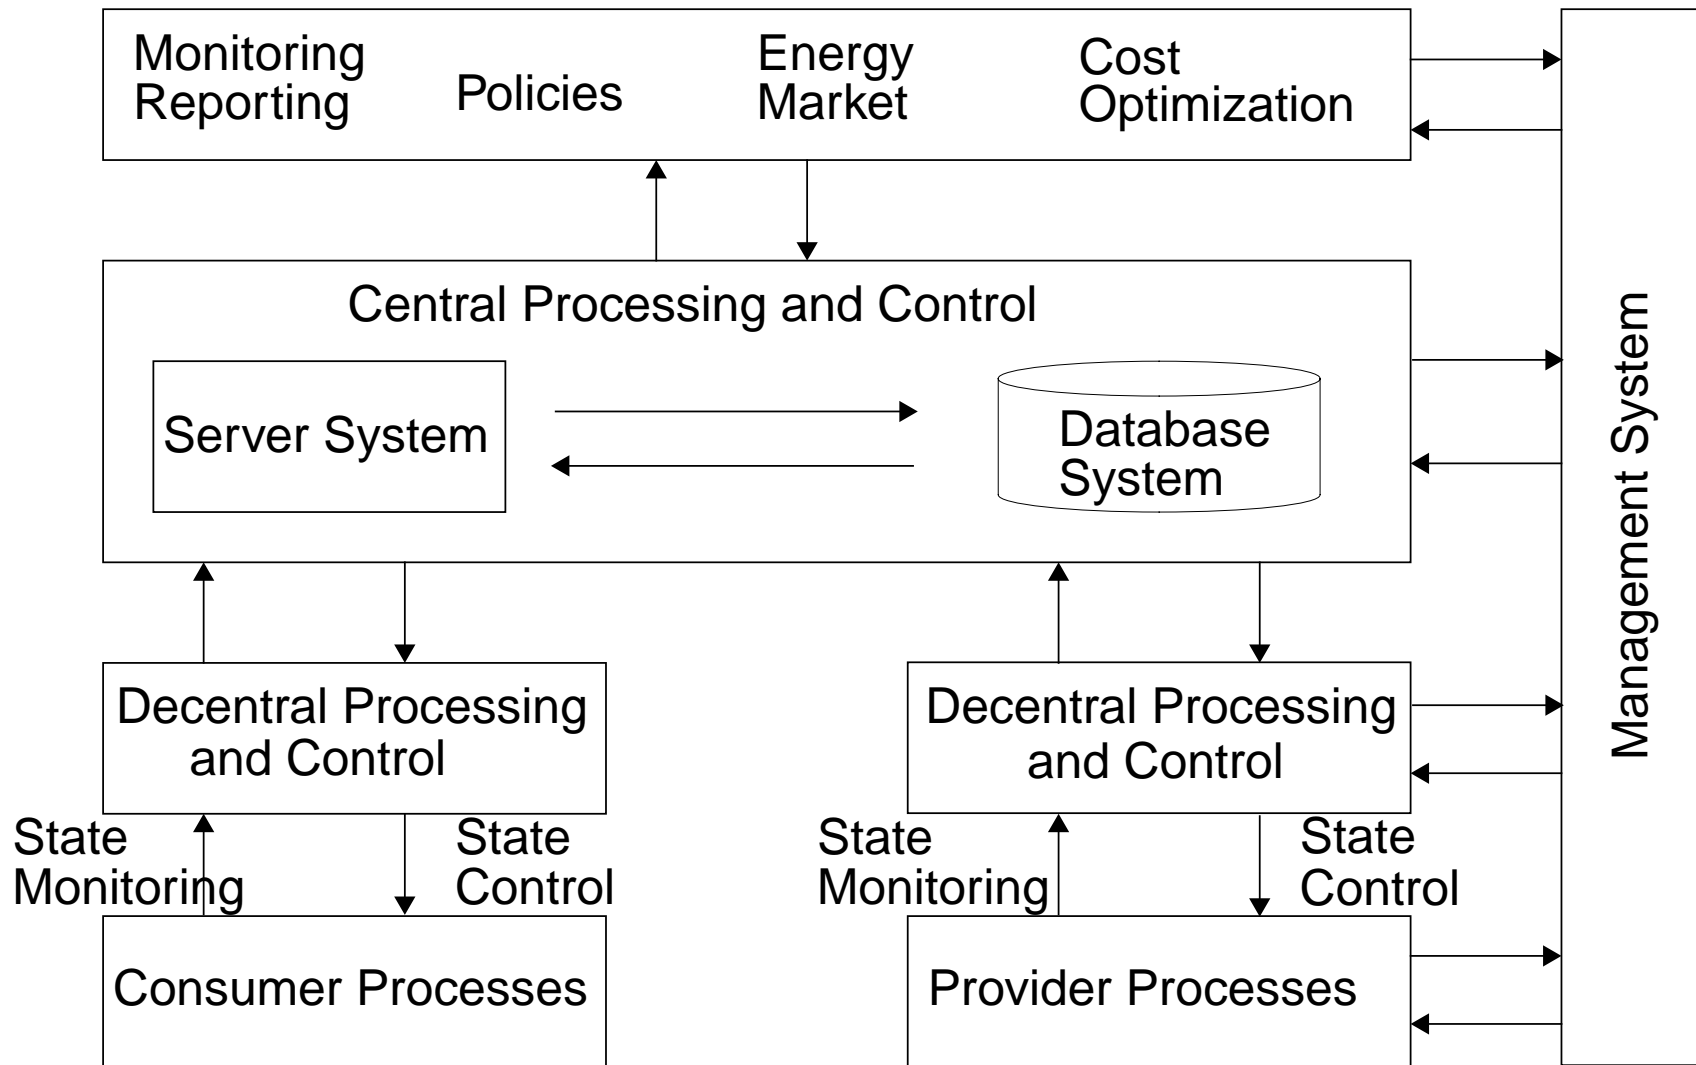 Monitoring
Reporting
Policies
Energy
Market
Cost
Optimization
Central Processing and Control
Server System
Database
System
Management System
Decentral Processing
and Control
Decentral Processing
and Control
State
Monitoring
State
Control
State
Monitoring
State
Control
Consumer Processes
Provider Processes